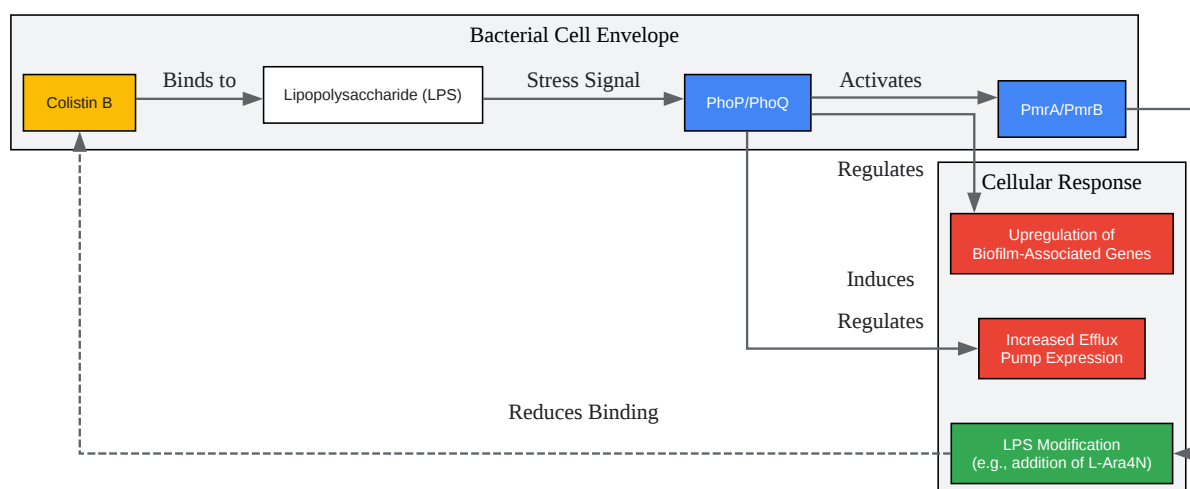 Bacterial Cell Envelope
Colistin B
Binds to
Lipopolysaccharide (LPS)
Stress Signal
PhoP/PhoQ
Activates
PmrA/PmrB
Regulates
Cellular Response
Upregulation of
Biofilm-Associated Genes
Induces
Regulates
Increased Efflux
Pump Expression
Reduces Binding
LPS Modification
(e.g., addition of L-Ara4N)